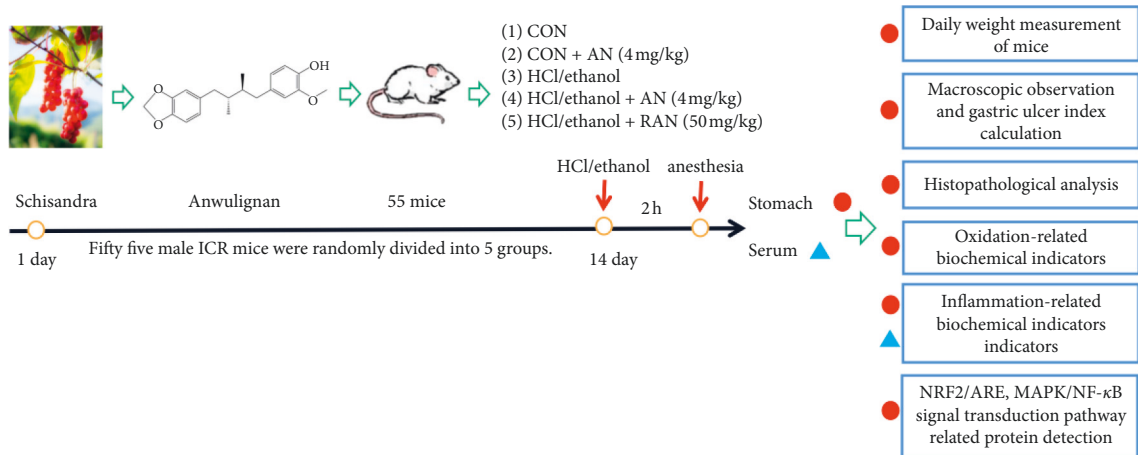 (1) CON
(2) CON + AN (4 mg/kg)
(3) HCl/ethanol
(4) HCl/ethanol + AN (4 mg/kg)
(5) HCl/ethanol + RAN (50 mg/kg)
OH
O
O
O
HCl/ethanol
anesthesia
2 h
Schisandra
Anwulignan
55 mice
Stomach
Fifty five male ICR mice were randomly divided into 5 groups.
1 day
14 day
Serum
Daily weight measurement
of mice
Macroscopic observation
and gastric ulcer index
calculation
Histopathological analysis
Oxidation-related
biochemical indicators
Inflammation-related
biochemical indicators
indicators
NRF2/ARE, MAPK/NF-κB
signal transduction pathway
related protein detection